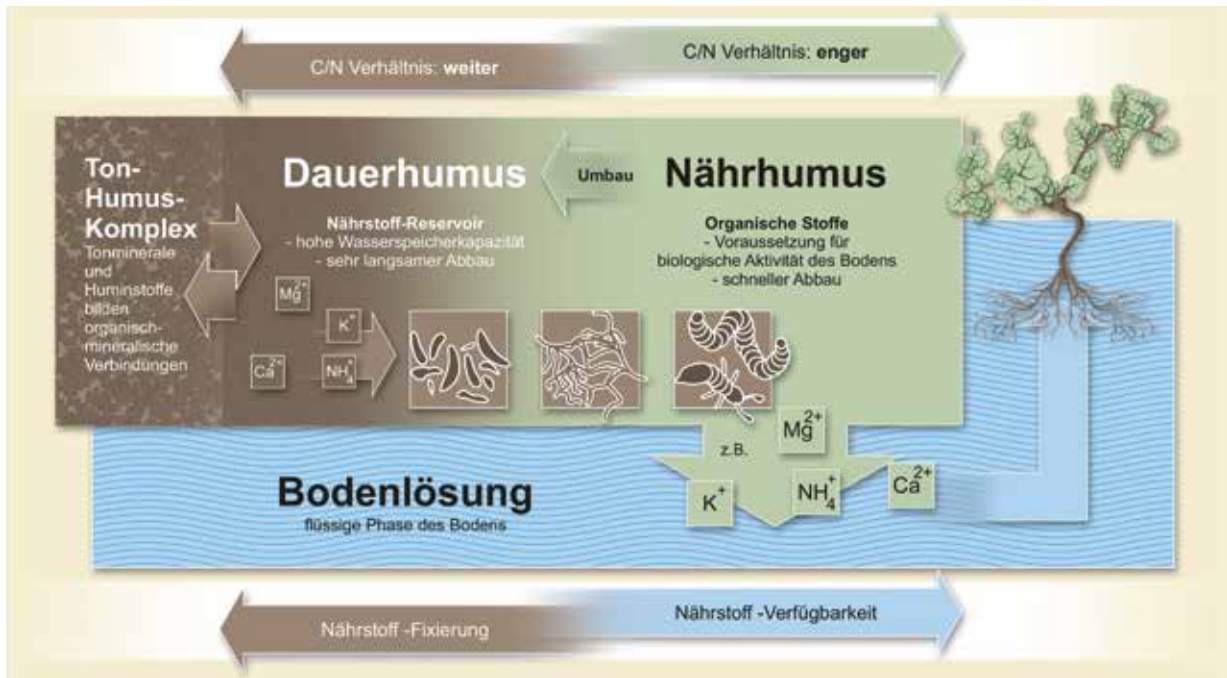 C/N Verhältnis: weiter
C/N Verhältnis: enger
Ton-
Humus-
Komplex
Tonminerale
und
Huminstoffe
bilden
organisch-
mineralische
Verbindungen
Dauerhumus
Nährstoff-Reservoir
- hohe Wasserspeicherkapazität
- sehr langsamer Abbau
Umbau
Nährhumus
Organische Stoffe
- Voraussetzung für
biologische Aktivität des Bodens
- schneller Abbau
Mg2+
K+
Ca2+
NH4+
z.B.
Mg2+
K+
NH4+
Ca2+
Bodenlösung
flüssige Phase des Bodens
Nährstoff -Fixierung
Nährstoff -Verfügbarkeit